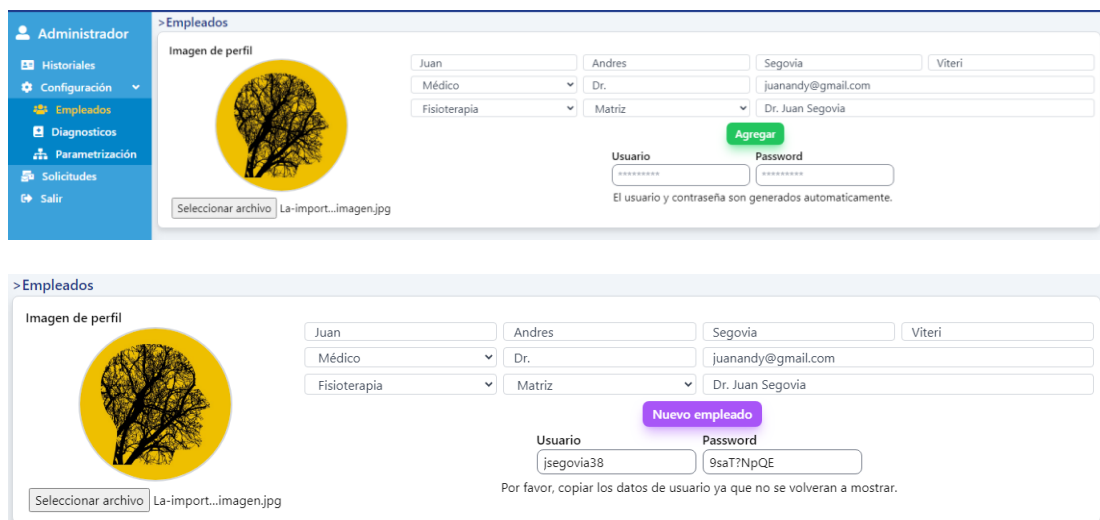 Administrador
Historiales
Configuración
Empleados
Diagnosticos
Parametrización
Solicitudes
Salir
>Empleados
Imagen de perfil
Juan Andres Segovia Viteri
Médico Dr. juanandy@gmail.com
Fisioterapia Matriz Dr. Juan Segovia
Agregar
Usuario Password
********* *********
El usuario y contraseña son generados automaticamente.
Seleccionar archivo La-import...imagen.jpg
>Empleados
Imagen de perfil
Juan Andres Segovia Viteri
Médico Dr. juanandy@gmail.com
Fisioterapia Matriz Dr. Juan Segovia
Nuevo empleado
Usuario Password
jsegovia38 9saT?NpQE
Por favor, copiar los datos de usuario ya que no se volveran a mostrar.
Seleccionar archivo La-import...imagen.jpg